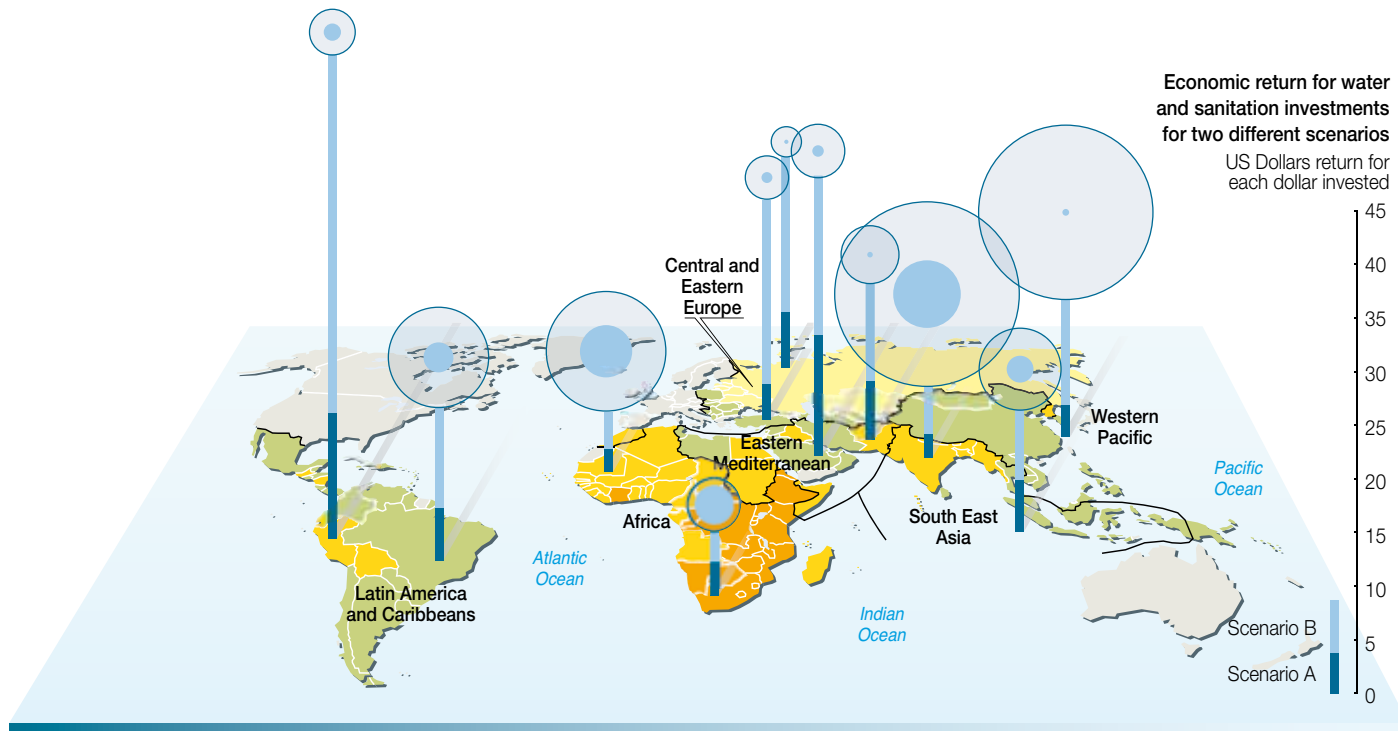 Economic return for water
and sanitation investments
for two different scenarios
US Dollars return for
each dollar invested
45
40
35
30
25
20
15
10
5
0
Scenario B
Scenario A
Central and
Eastern
Europe
Western
Pacific
Eastern
Mediterranean
Pacific
Ocean
Africa
South East
Asia
Atlantic
Ocean
Latin America
and Caribbeans
Indian
Ocean